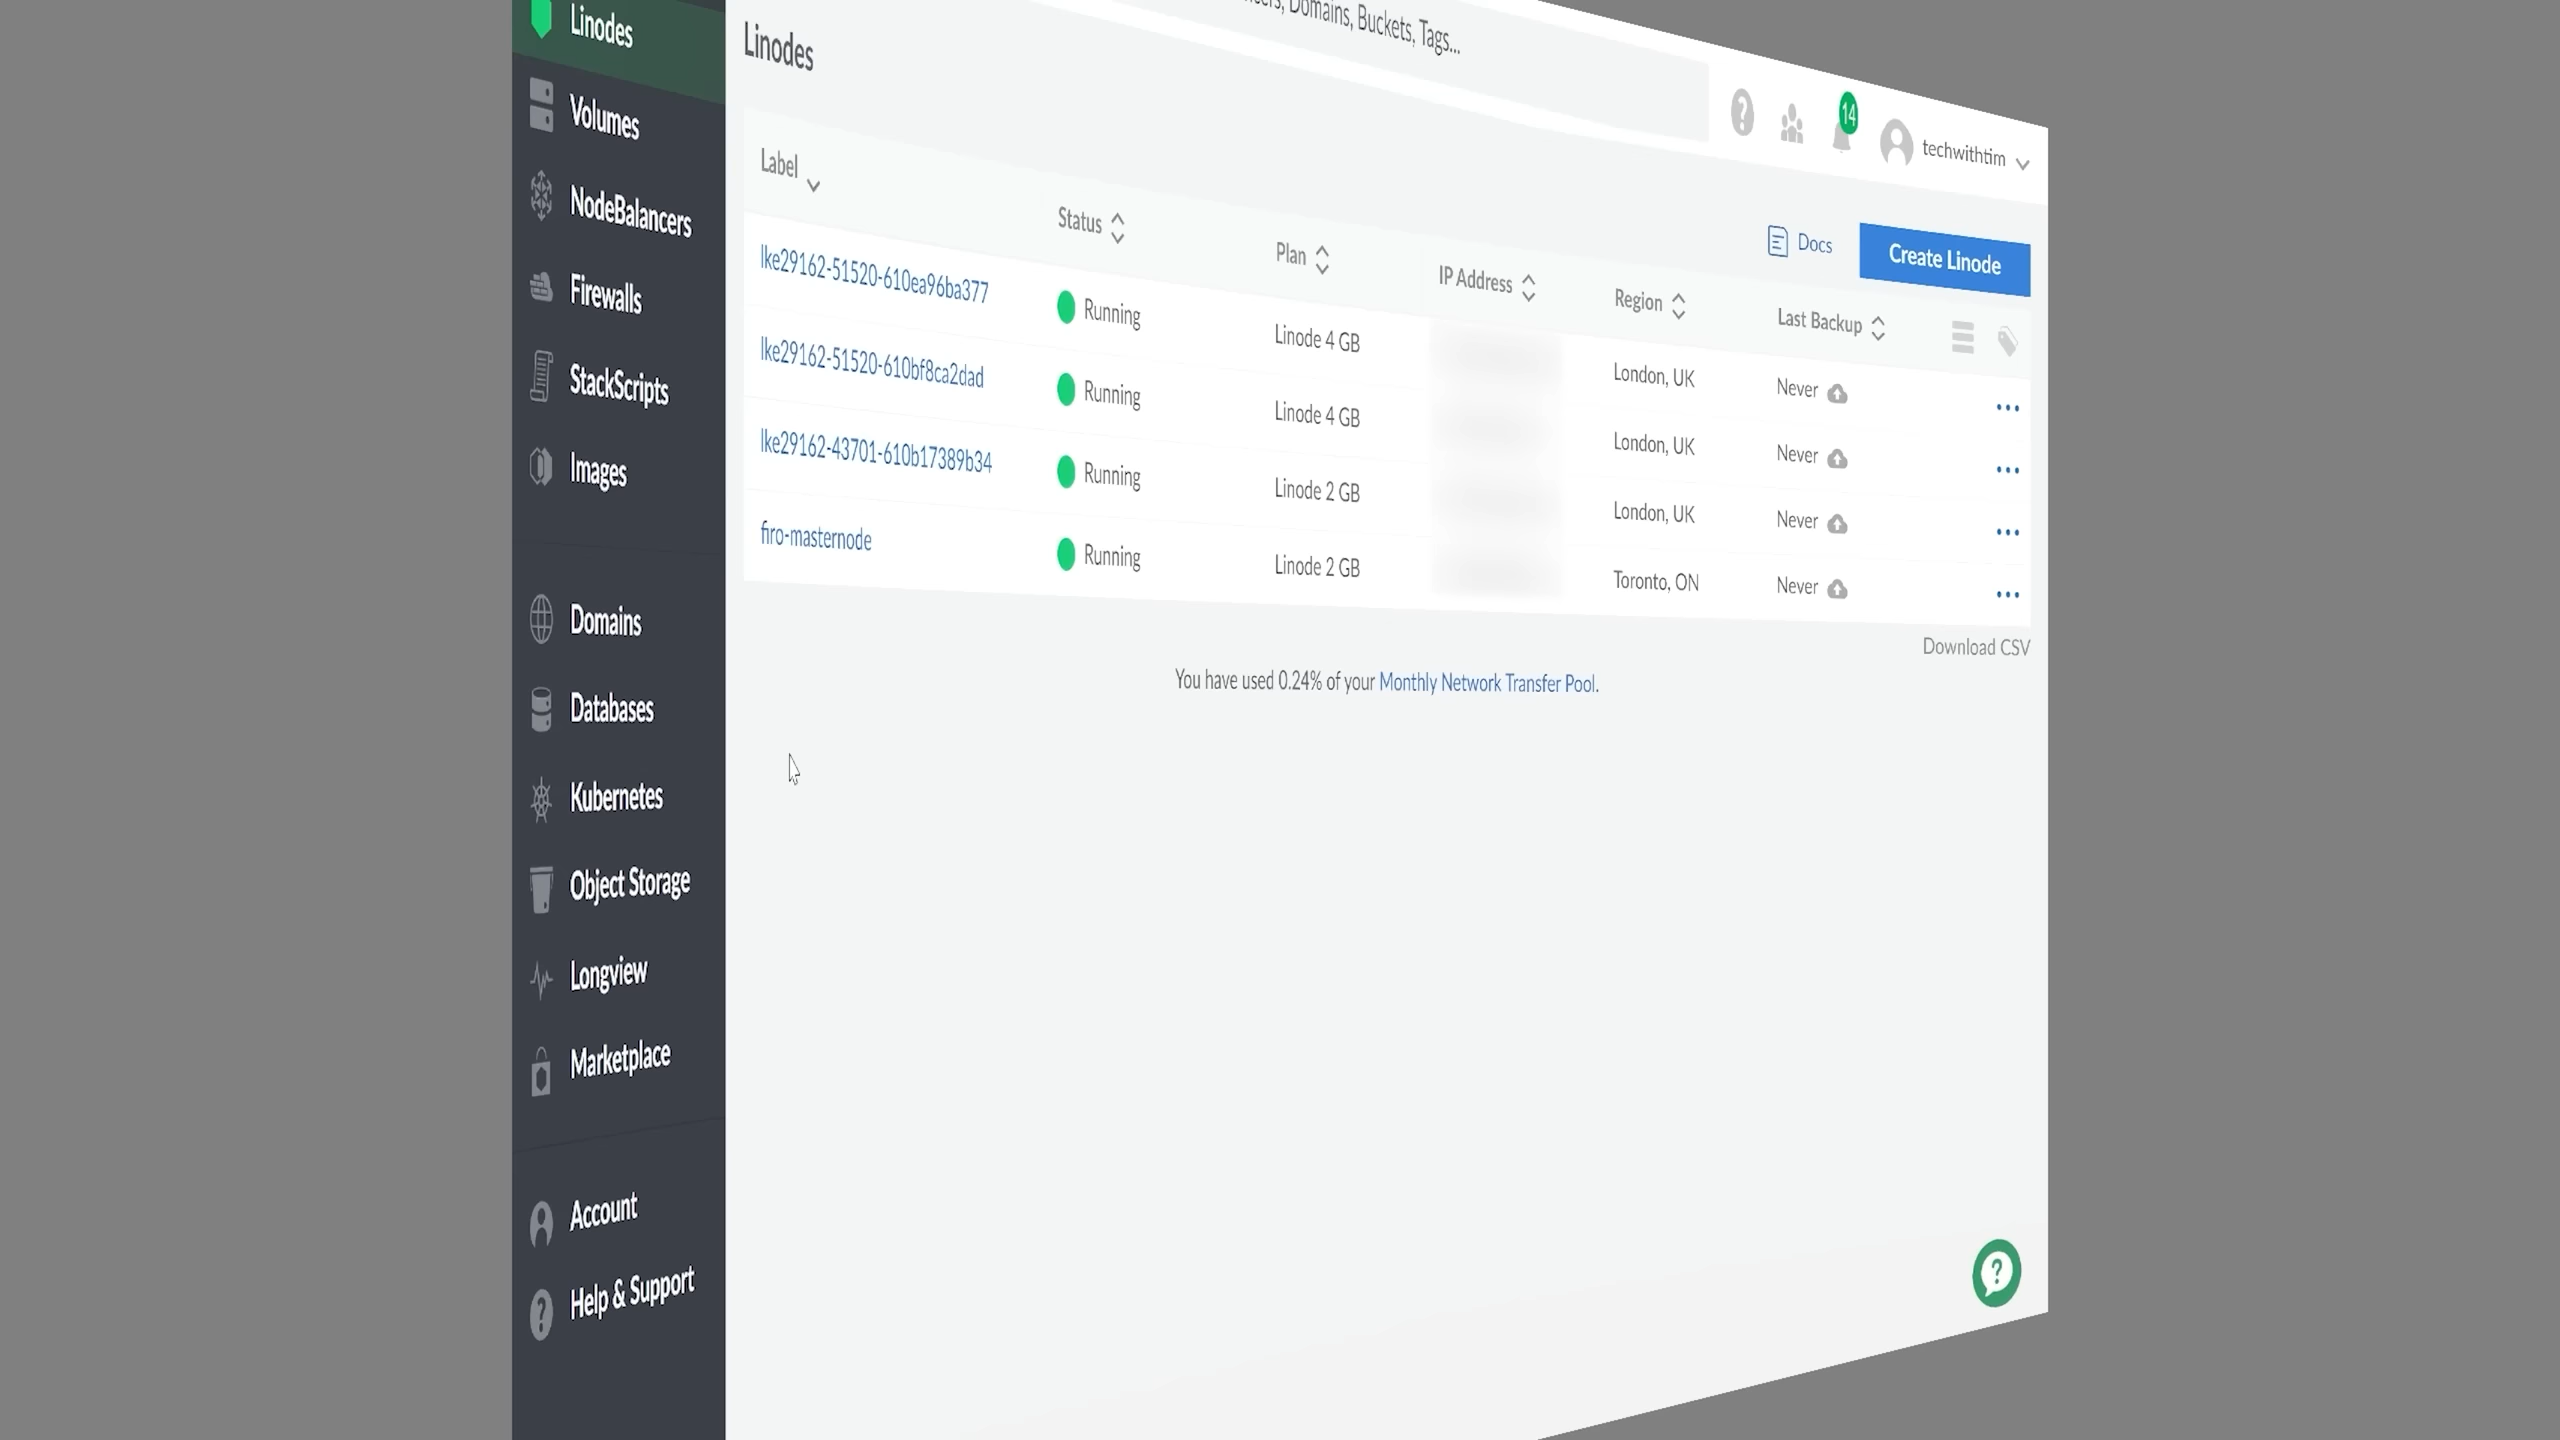 Linodes
Volumes
NodeBalancers
Firewalls
StackScripts
Images
Domains
Databases
Kubernetes
Object Storage
Longview
Marketplace
Account
Help & Support
Domains, Buckets, Tags...
14
techwithtim
Linodes
Docs
Create Linode
Label Status Plan IP Address Region Last Backup
lke29162-51520-610ea96ba377 Running Linode 4 GB London, UK Never
lke29162-51520-610bf8ca2dad Running Linode 4 GB London, UK Never
lke29162-43701-610b17389b34 Running Linode 2 GB London, UK Never
firo-masternode Running Linode 2 GB Toronto, ON Never
Download CSV
You have used 0.24% of your Monthly Network Transfer Pool.